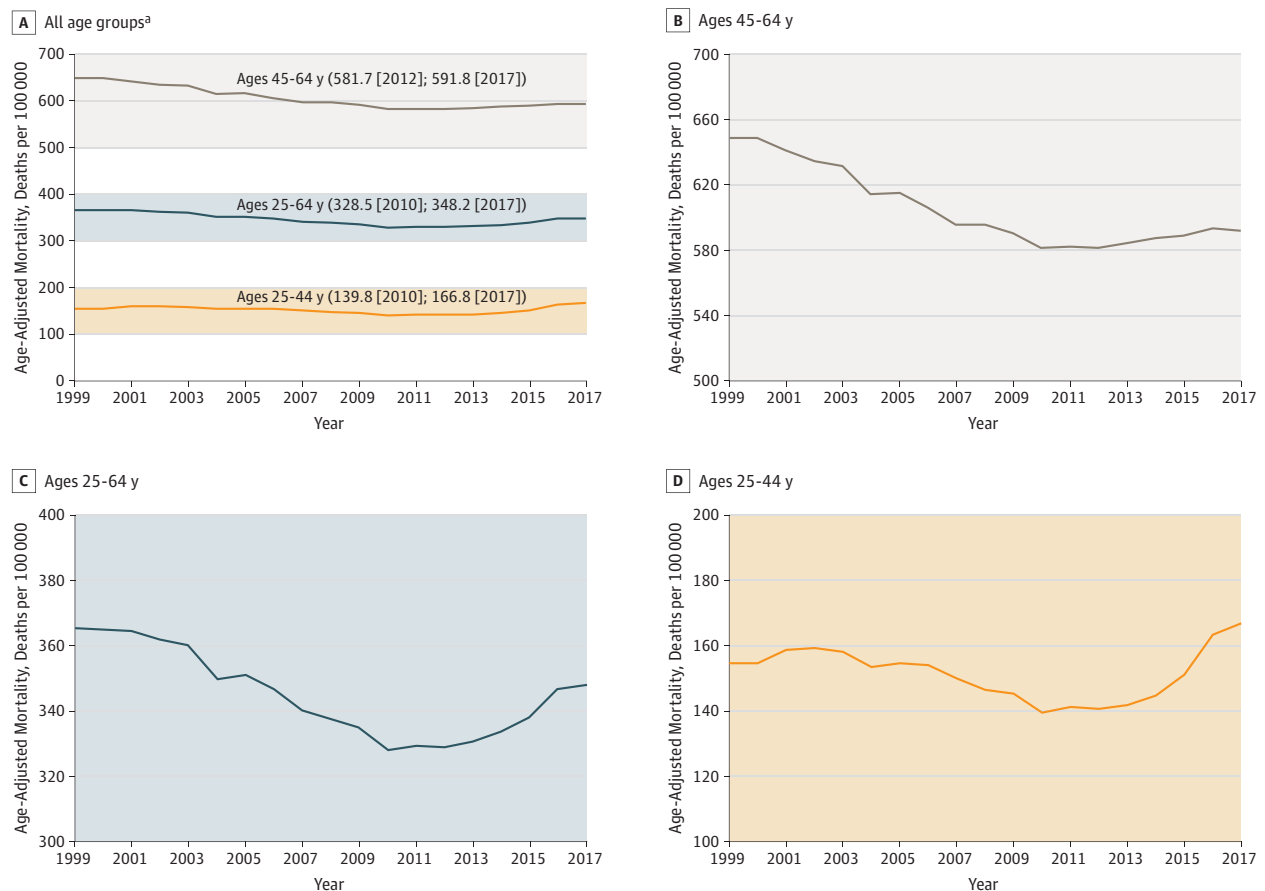 A All age groupsa
Age-Adjusted Mortality, Deaths per 100 000
700
600
500
400
300
200
100
0
Ages 45-64 y (581.7 [2012]; 591.8 [2017])
Ages 25-64 y (328.5 [2010]; 348.2 [2017])
Ages 25-44 y (139.8 [2010]; 166.8 [2017])
1999 2001 2003 2005 2007 2009 2011 2013 2015 2017
Year
B Ages 45-64 y
Age-Adjusted Mortality, Deaths per 100 000
700
660
620
580
540
500
1999 2001 2003 2005 2007 2009 2011 2013 2015 2017
Year
C Ages 25-64 y
Age-Adjusted Mortality, Deaths per 100 000
400
380
360
340
320
300
1999 2001 2003 2005 2007 2009 2011 2013 2015 2017
Year
D Ages 25-44 y
Age-Adjusted Mortality, Deaths per 100 000
200
180
160
140
120
100
1999 2001 2003 2005 2007 2009 2011 2013 2015 2017
Year